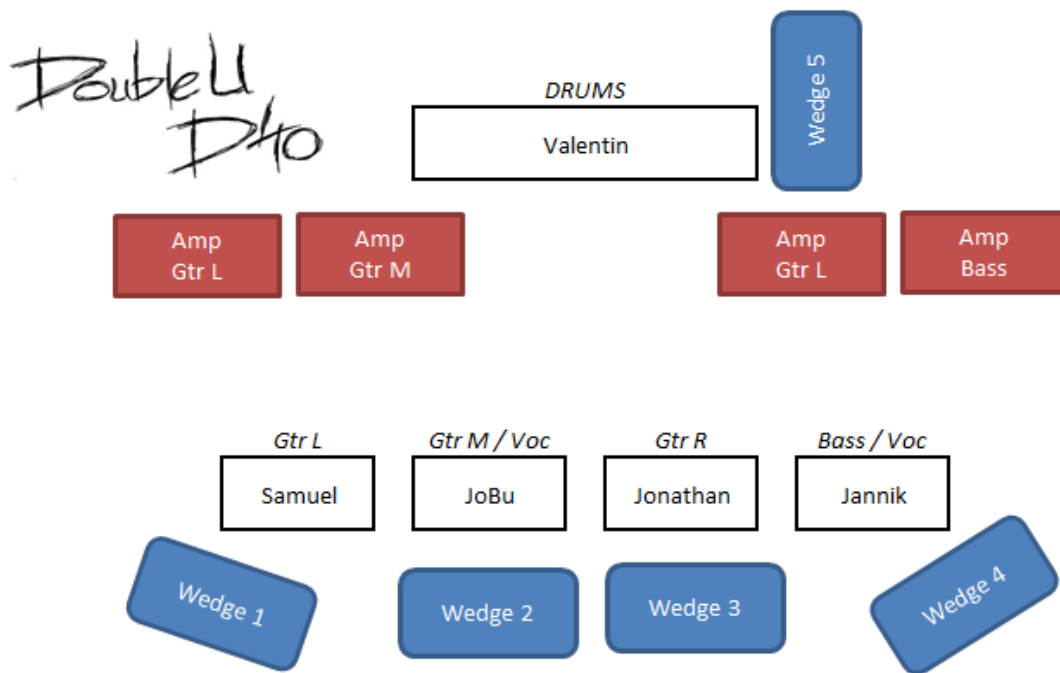 DoubleU
D40
DRUMS
Valentin
Wedge 5
Amp
Gtr L
Amp
Gtr M
Amp
Gtr L
Amp
Bass
Gtr L
Samuel
Gtr M / Voc
JoBu
Gtr R
Jonathan
Bass / Voc
Jannik
Wedge 1
Wedge 2
Wedge 3
Wedge 4